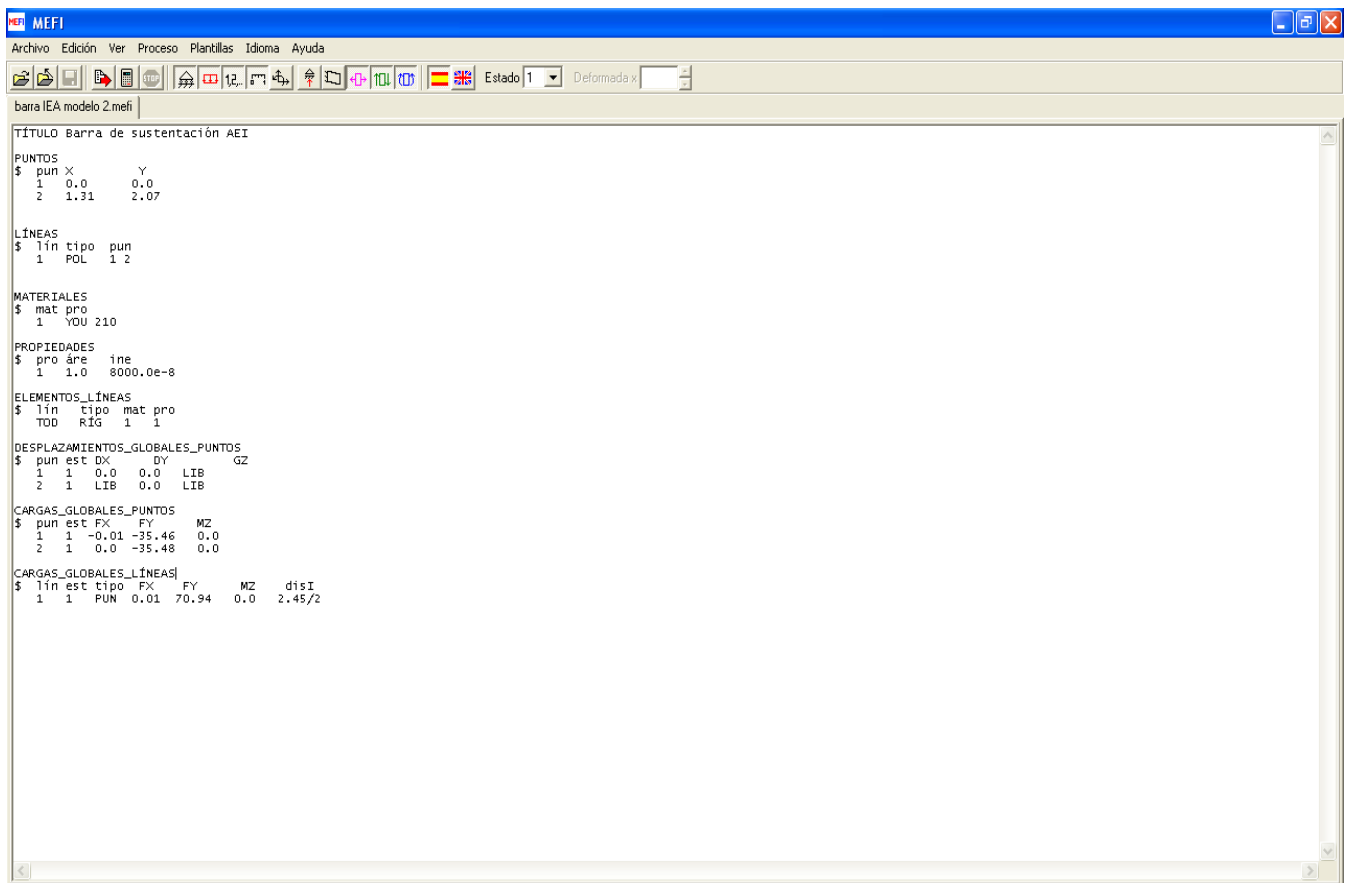 MEFI MEFI
Archivo Edición Ver Proceso Plantillas Idioma Ayuda
STOP 1,2,.. Estado 1 Deformada x
barra IEA modelo 2.mefi
TÍTULO Barra de sustentación AEI
PUNTOS
$ pun X Y
1 0.0 0.0
2 1.31 2.07
LÍNEAS
$ lín tipo pun
1 POL 1 2
MATERIALES
$ mat pro
1 YOU 210
PROPIEDADES
$ pro áre ine
1 1.0 8000.0e-8
ELEMENTOS_LÍNEAS
$ lín tipo mat pro
TOD RÍG 1 1
DESPLAZAMIENTOS_GLOBALES_PUNTOS
$ pun est DX DY GZ
1 1 0.0 0.0 LIB
2 1 LIB 0.0 LIB
CARGAS_GLOBALES_PUNTOS
$ pun est FX FY MZ
1 1 -0.01 -35.46 0.0
2 1 0.0 -35.48 0.0
CARGAS_GLOBALES_LÍNEAS
$ lín est tipo FX FY MZ disI
1 1 PUN 0.01 70.94 0.0 2.45/2